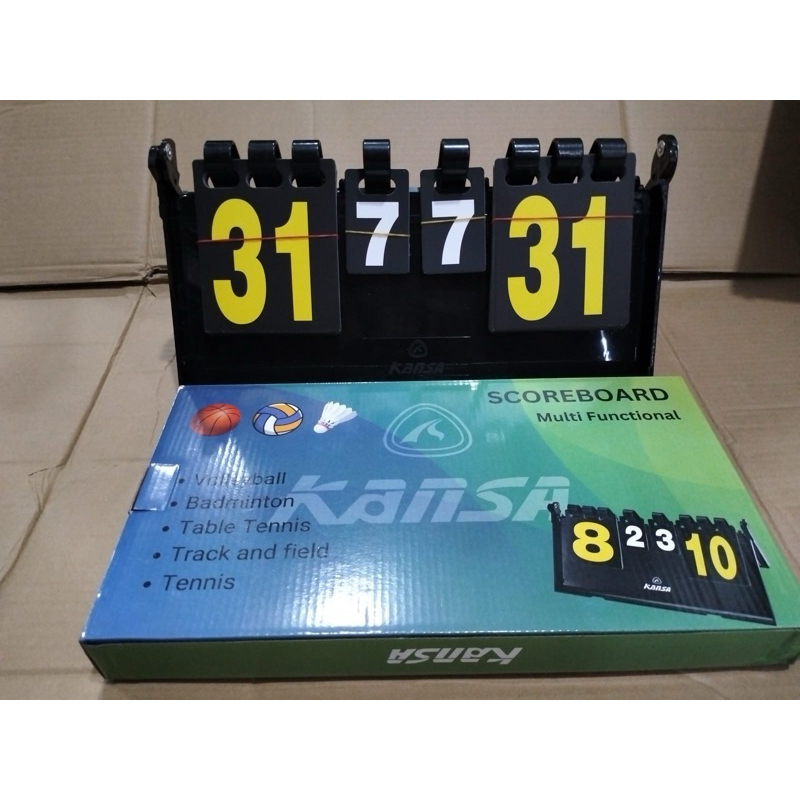 31 7 7 31
KANSA
SCOREBOARD
Multi Functional
KANSA
• Volleyball
• Badminton
• Table Tennis
• Track and field
• Tennis
8 2 3 10
KANSA
KANSA